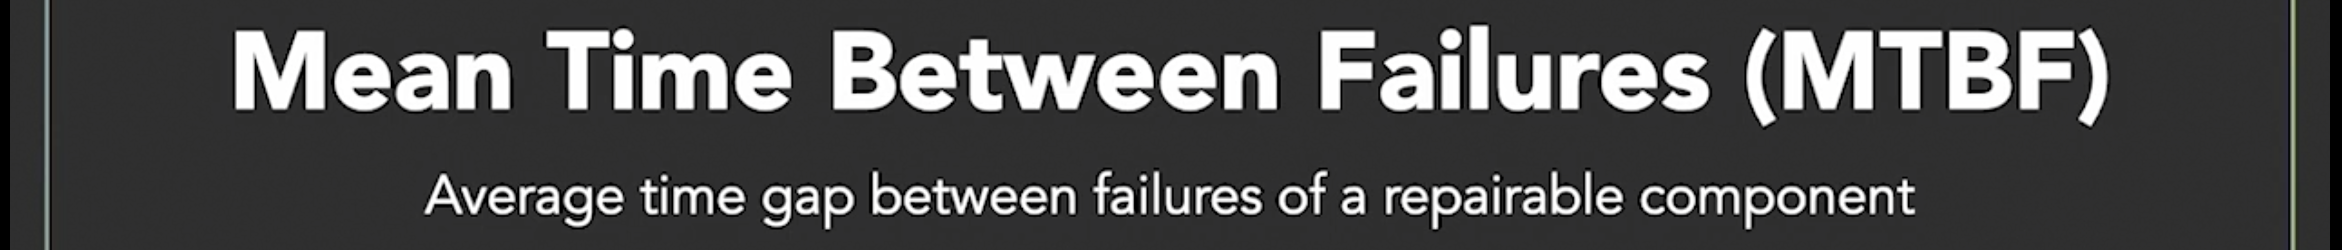 Mean Time Between Failures (MTBF)
Average time gap between failures of a repairable component